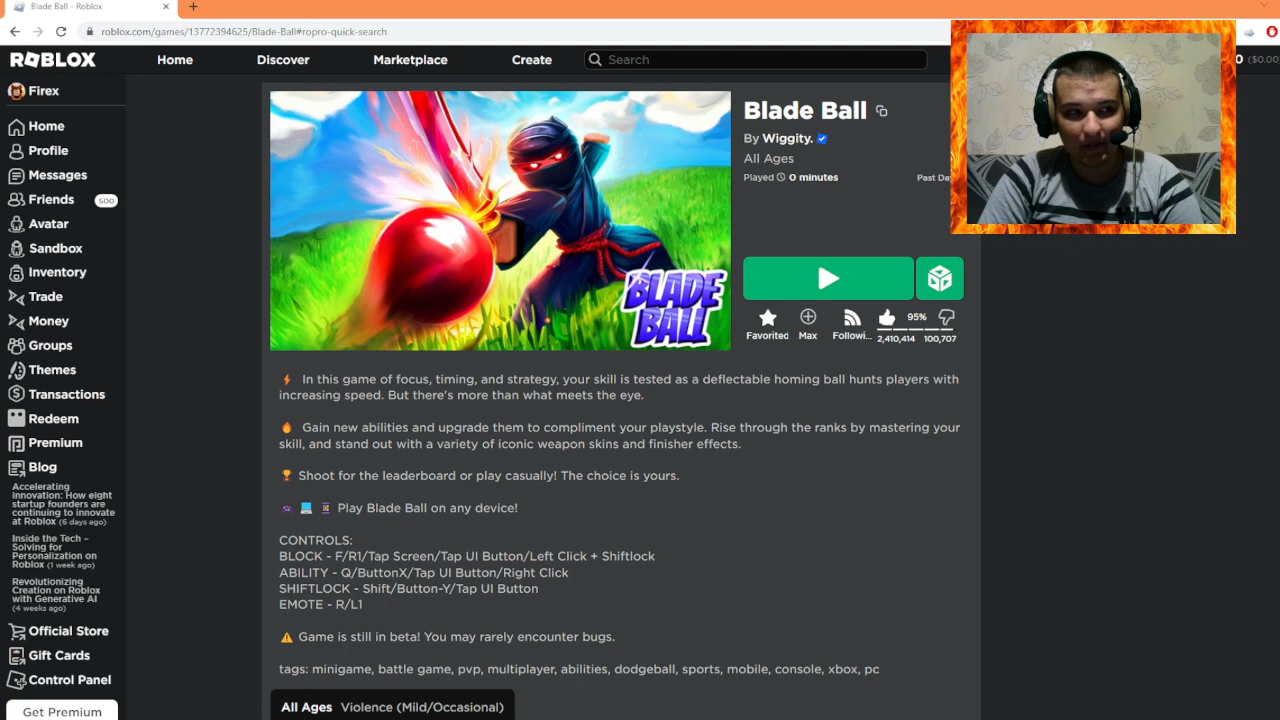 Blade Ball - Roblox
roblox.com/games/13772394625/Blade-Ball#ropro-quick-search
ROBLOX
Home
Discover
Marketplace
Create
Search
0 ($0.00
Firex
Home
Profile
Messages
Friends
500
Avatar
Sandbox
Inventory
Trade
Money
Groups
Themes
Transactions
Redeem
Premium
Blog
Accelerating
Innovation: How eight
startup founders are
continuing to innovate
at Roblox (6 days ago)
Inside the Tech –
Solving for
Personalization on
Roblox (1 week ago)
Revolutionizing
Creation on Roblox
with Generative AI
(4 weeks ago)
Official Store
Gift Cards
Control Panel
Get Premium
BLADE
BALL
Blade Ball
By Wiggity.
All Ages
Played 0 minutes
Past Da
Favorited
Max
Followi...
95%
2,410,414
100,707
In this game of focus, timing, and strategy, your skill is tested as a deflectable homing ball hunts players with
increasing speed. But there's more than what meets the eye.
Gain new abilities and upgrade them to compliment your playstyle. Rise through the ranks by mastering your
skill, and stand out with a variety of iconic weapon skins and finisher effects.
Shoot for the leaderboard or play casually! The choice is yours.
Play Blade Ball on any device!
CONTROLS:
BLOCK - F/R1/Tap Screen/Tap UI Button/Left Click + Shiftlock
ABILITY - Q/ButtonX/Tap UI Button/Right Click
SHIFTLOCK - Shift/Button-Y/Tap UI Button
EMOTE - R/L1
Game is still in beta! You may rarely encounter bugs.
tags: minigame, battle game, pvp, multiplayer, abilities, dodgeball, sports, mobile, console, xbox, pc
All Ages
Violence (Mild/Occasional)